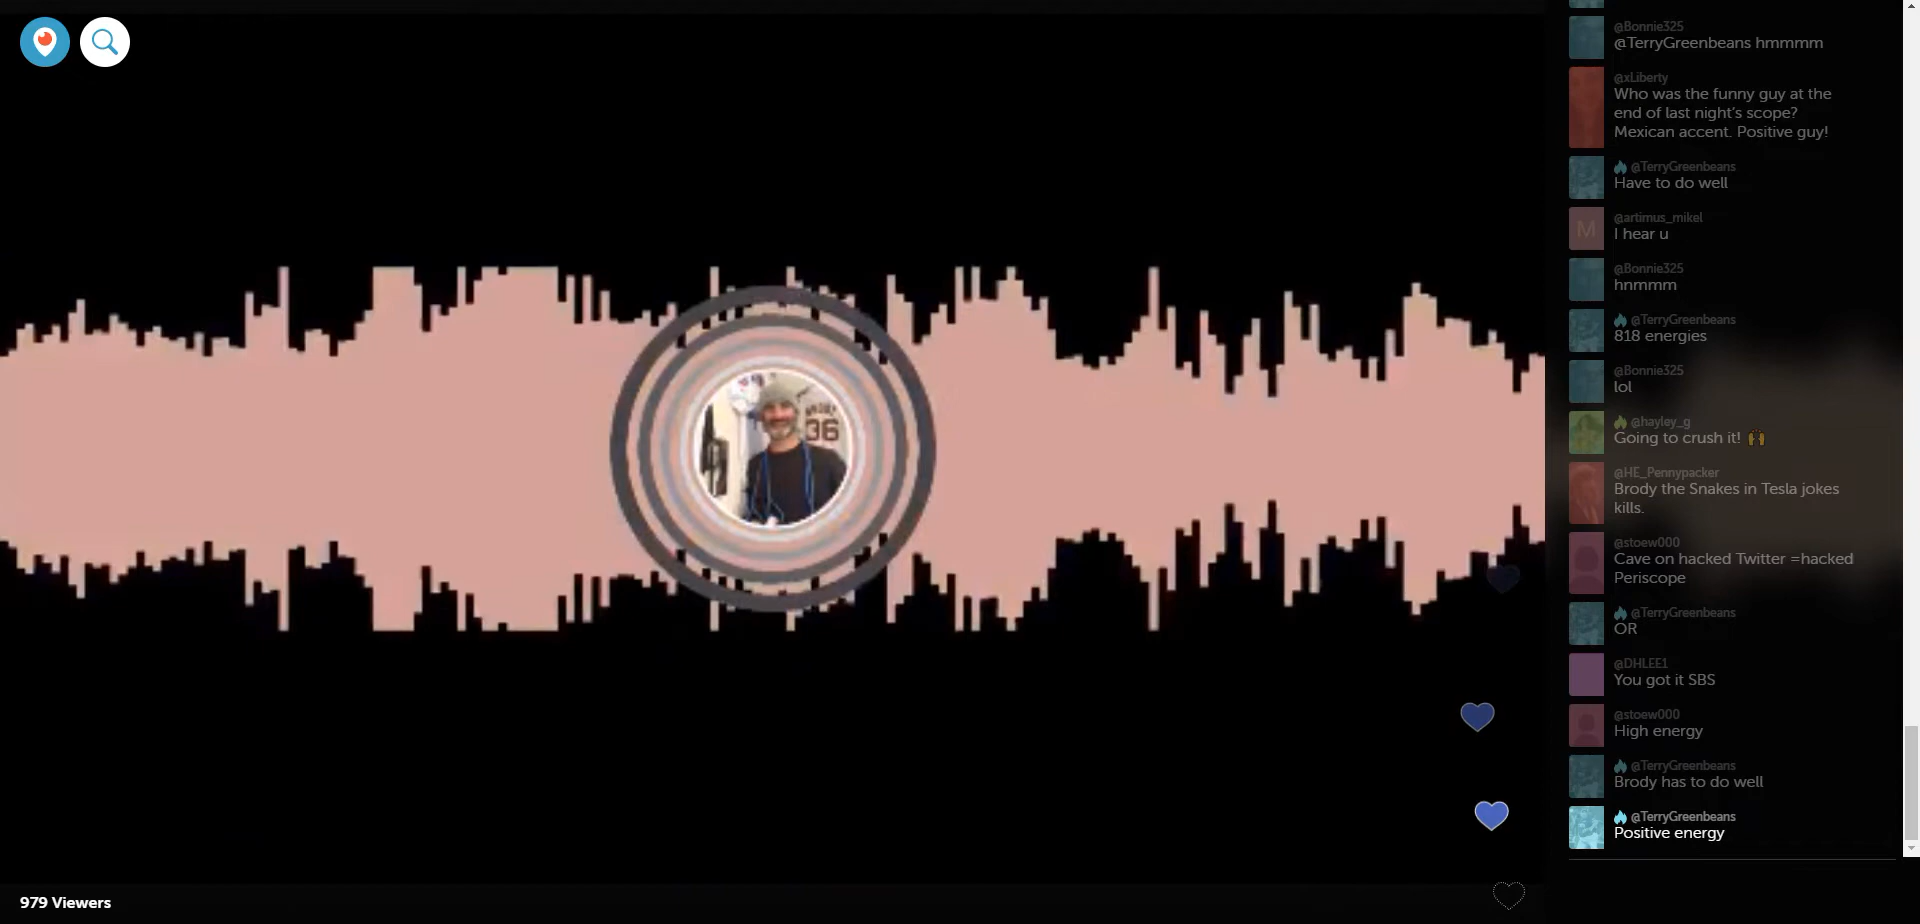 @Bonnie325
@TerryGreenbeans hmmmm
@xLiberty
Who was the funny guy at the
end of last night's scope?
Mexican accent. Positive guy!
@TerryGreenbeans
Have to do well
@artimus_mikel
M
I hear u
@Bonnie325
hnmmm
@TerryGreenbeans
818 energies
@Bonnie325
lol
@hayley_g
Going to crush it!
@HE_Pennypacker
Brody the Snakes in Tesla jokes
kills.
@stoew000
Cave on hacked Twitter =hacked
Periscope
@TerryGreenbeans
OR
@DHLEE1
You got it SBS
@stoew000
High energy
@TerryGreenbeans
Brody has to do well
@TerryGreenbeans
Positive energy
36
979 Viewers